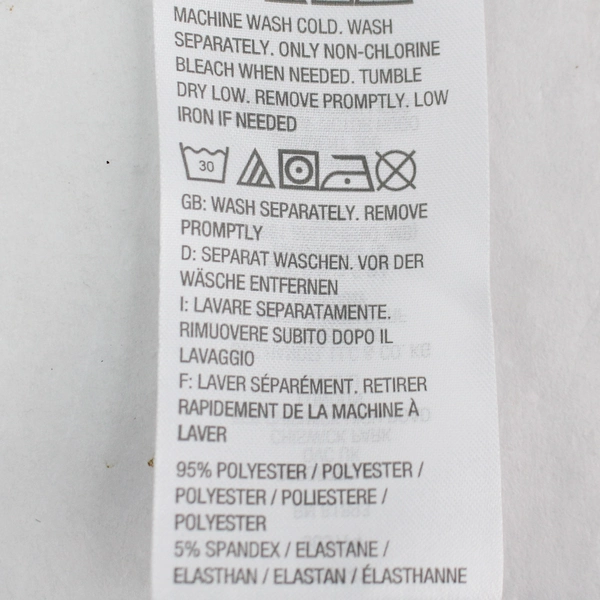 MACHINE WASH COLD. WASH
SEPARATELY. ONLY NON-CHLORINE
BLEACH WHEN NEEDED. TUMBLE
DRY LOW. REMOVE PROMPTLY. LOW
IRON IF NEEDED
30
GB: WASH SEPARATELY. REMOVE
PROMPTLY
D: SEPARAT WASCHEN. VOR DER
WÄSCHE ENTFERNEN
I: LAVARE SEPARATAMENTE.
RIMUOVERE SUBITO DOPO IL
LAVAGGIO
F: LAVER SÉPARÉMENT. RETIRER
RAPIDEMENT DE LA MACHINE À
LAVER
95% POLYESTER / POLYESTER /
POLYESTER / POLIESTERE /
POLYESTER
5% SPANDEX / ELASTANE /
ELASTHAN / ELASTAN / ÉLASTHANNE